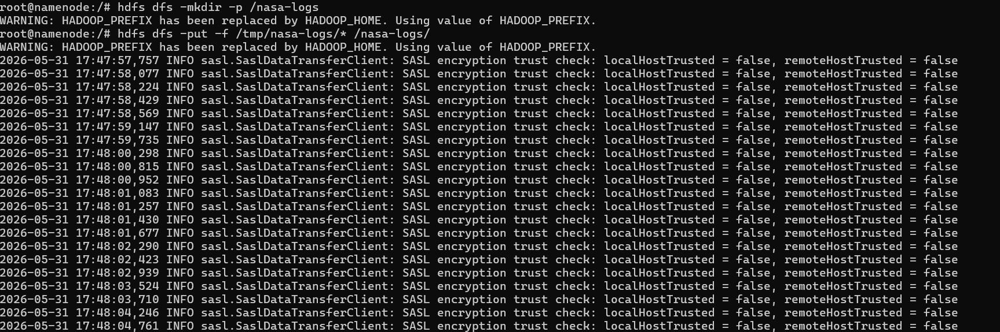 root@namenode:/# hdfs dfs -mkdir -p /nasa-logs
WARNING: HADOOP_PREFIX has been replaced by HADOOP_HOME. Using value of HADOOP_PREFIX.
root@namenode:/# hdfs dfs -put -f /tmp/nasa-logs/* /nasa-logs/
WARNING: HADOOP_PREFIX has been replaced by HADOOP_HOME. Using value of HADOOP_PREFIX.
2026-05-31 17:47:57,757 INFO sasl.SaslDataTransferClient: SASL encryption trust check: localHostTrusted = false, remoteHostTrusted = false
2026-05-31 17:47:58,077 INFO sasl.SaslDataTransferClient: SASL encryption trust check: localHostTrusted = false, remoteHostTrusted = false
2026-05-31 17:47:58,224 INFO sasl.SaslDataTransferClient: SASL encryption trust check: localHostTrusted = false, remoteHostTrusted = false
2026-05-31 17:47:58,429 INFO sasl.SaslDataTransferClient: SASL encryption trust check: localHostTrusted = false, remoteHostTrusted = false
2026-05-31 17:47:58,569 INFO sasl.SaslDataTransferClient: SASL encryption trust check: localHostTrusted = false, remoteHostTrusted = false
2026-05-31 17:47:59,147 INFO sasl.SaslDataTransferClient: SASL encryption trust check: localHostTrusted = false, remoteHostTrusted = false
2026-05-31 17:47:59,735 INFO sasl.SaslDataTransferClient: SASL encryption trust check: localHostTrusted = false, remoteHostTrusted = false
2026-05-31 17:48:00,298 INFO sasl.SaslDataTransferClient: SASL encryption trust check: localHostTrusted = false, remoteHostTrusted = false
2026-05-31 17:48:00,815 INFO sasl.SaslDataTransferClient: SASL encryption trust check: localHostTrusted = false, remoteHostTrusted = false
2026-05-31 17:48:00,952 INFO sasl.SaslDataTransferClient: SASL encryption trust check: localHostTrusted = false, remoteHostTrusted = false
2026-05-31 17:48:01,083 INFO sasl.SaslDataTransferClient: SASL encryption trust check: localHostTrusted = false, remoteHostTrusted = false
2026-05-31 17:48:01,257 INFO sasl.SaslDataTransferClient: SASL encryption trust check: localHostTrusted = false, remoteHostTrusted = false
2026-05-31 17:48:01,430 INFO sasl.SaslDataTransferClient: SASL encryption trust check: localHostTrusted = false, remoteHostTrusted = false
2026-05-31 17:48:01,677 INFO sasl.SaslDataTransferClient: SASL encryption trust check: localHostTrusted = false, remoteHostTrusted = false
2026-05-31 17:48:02,290 INFO sasl.SaslDataTransferClient: SASL encryption trust check: localHostTrusted = false, remoteHostTrusted = false
2026-05-31 17:48:02,423 INFO sasl.SaslDataTransferClient: SASL encryption trust check: localHostTrusted = false, remoteHostTrusted = false
2026-05-31 17:48:02,939 INFO sasl.SaslDataTransferClient: SASL encryption trust check: localHostTrusted = false, remoteHostTrusted = false
2026-05-31 17:48:03,524 INFO sasl.SaslDataTransferClient: SASL encryption trust check: localHostTrusted = false, remoteHostTrusted = false
2026-05-31 17:48:03,710 INFO sasl.SaslDataTransferClient: SASL encryption trust check: localHostTrusted = false, remoteHostTrusted = false
2026-05-31 17:48:04,246 INFO sasl.SaslDataTransferClient: SASL encryption trust check: localHostTrusted = false, remoteHostTrusted = false
2026-05-31 17:48:04,761 INFO sasl.SaslDataTransferClient: SASL encryption trust check: localHostTrusted = false, remoteHostTrusted = false